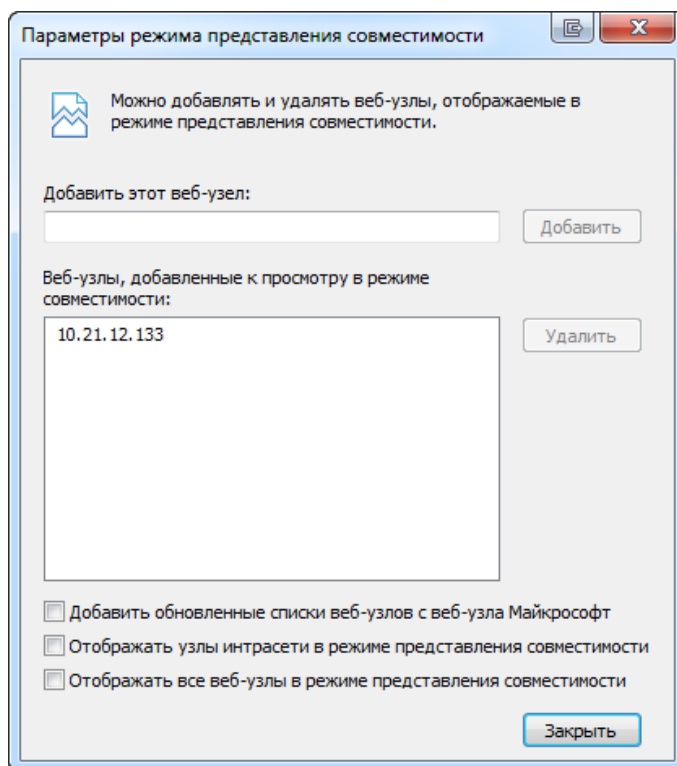 Параметры режима представления совместимости
Можно добавлять и удалять веб-узлы, отображаемые в
режиме представления совместимости.
Добавить этот веб-узел:
Добавить
Веб-узлы, добавленные к просмотру в режиме
совместимости:
10.21.12.133
Удалить
Добавить обновленные списки веб-узлов с веб-узла Майкрософт
Отображать узлы интрасети в режиме представления совместимости
Отображать все веб-узлы в режиме представления совместимости
Закрыть